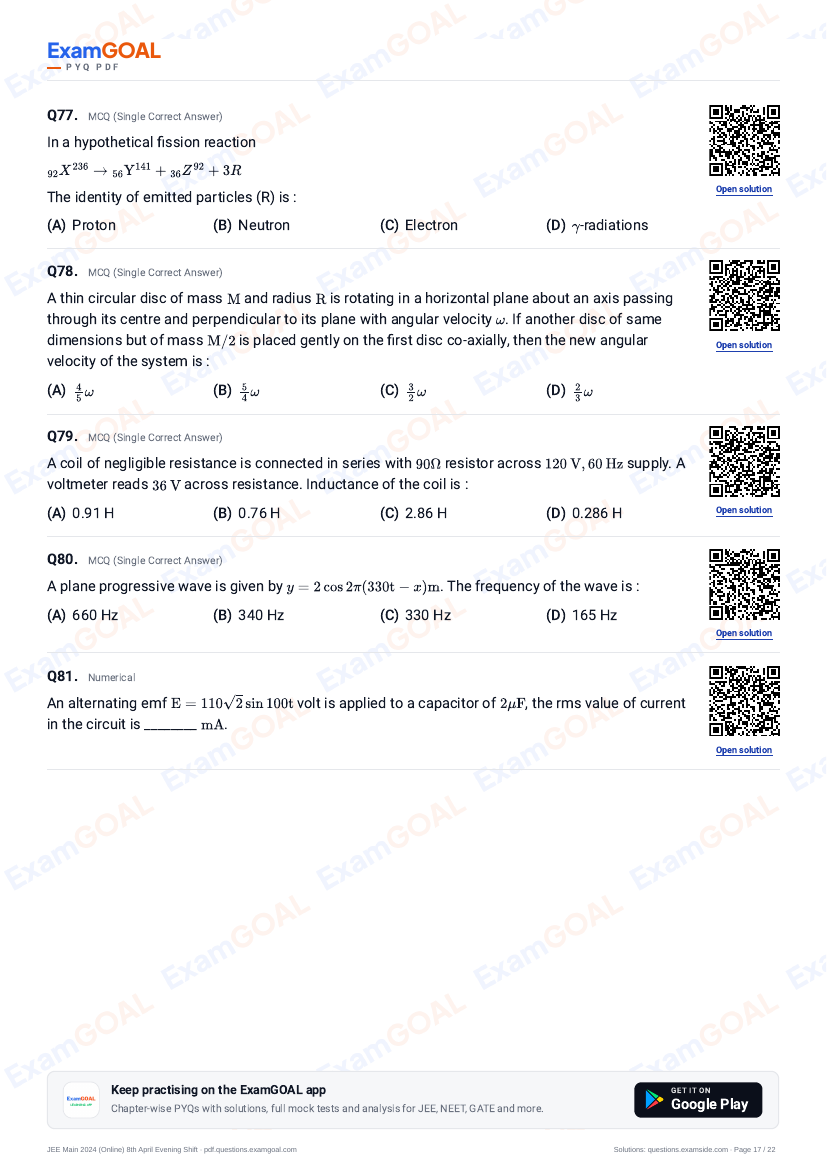 ExamGOAL
PYQ PDF
Q77. MCQ (Single Correct Answer)
In a hypothetical fission reaction
₉₂X²³⁶ → ₅₆Y¹⁴¹ + ₃₆Z⁹² + 3R
The identity of emitted particles (R) is :
(A) Proton (B) Neutron (C) Electron (D) γ-radiations
Open solution
Q78. MCQ (Single Correct Answer)
A thin circular disc of mass M and radius R is rotating in a horizontal plane about an axis passing
through its centre and perpendicular to its plane with angular velocity ω. If another disc of same
dimensions but of mass M/2 is placed gently on the first disc co-axially, then the new angular
velocity of the system is :
(A) 4/5 ω (B) 5/4 ω (C) 3/2 ω (D) 2/3 ω
Open solution
Q79. MCQ (Single Correct Answer)
A coil of negligible resistance is connected in series with 90Ω resistor across 120 V, 60 Hz supply. A
voltmeter reads 36 V across resistance. Inductance of the coil is :
(A) 0.91 H (B) 0.76 H (C) 2.86 H (D) 0.286 H
Open solution
Q80. MCQ (Single Correct Answer)
A plane progressive wave is given by y = 2 cos 2π(330t − x)m. The frequency of the wave is :
(A) 660 Hz (B) 340 Hz (C) 330 Hz (D) 165 Hz
Open solution
Q81. Numerical
An alternating emf E = 110√2 sin 100t volt is applied to a capacitor of 2μF, the rms value of current
in the circuit is ________ mA.
Open solution
Keep practising on the ExamGOAL app
Chapter-wise PYQs with solutions, full mock tests and analysis for JEE, NEET, GATE and more.
GET IT ON
Google Play
JEE Main 2024 (Online) 8th April Evening Shift · pdf.questions.examgoal.com
Solutions: questions.examside.com · Page 17 / 22